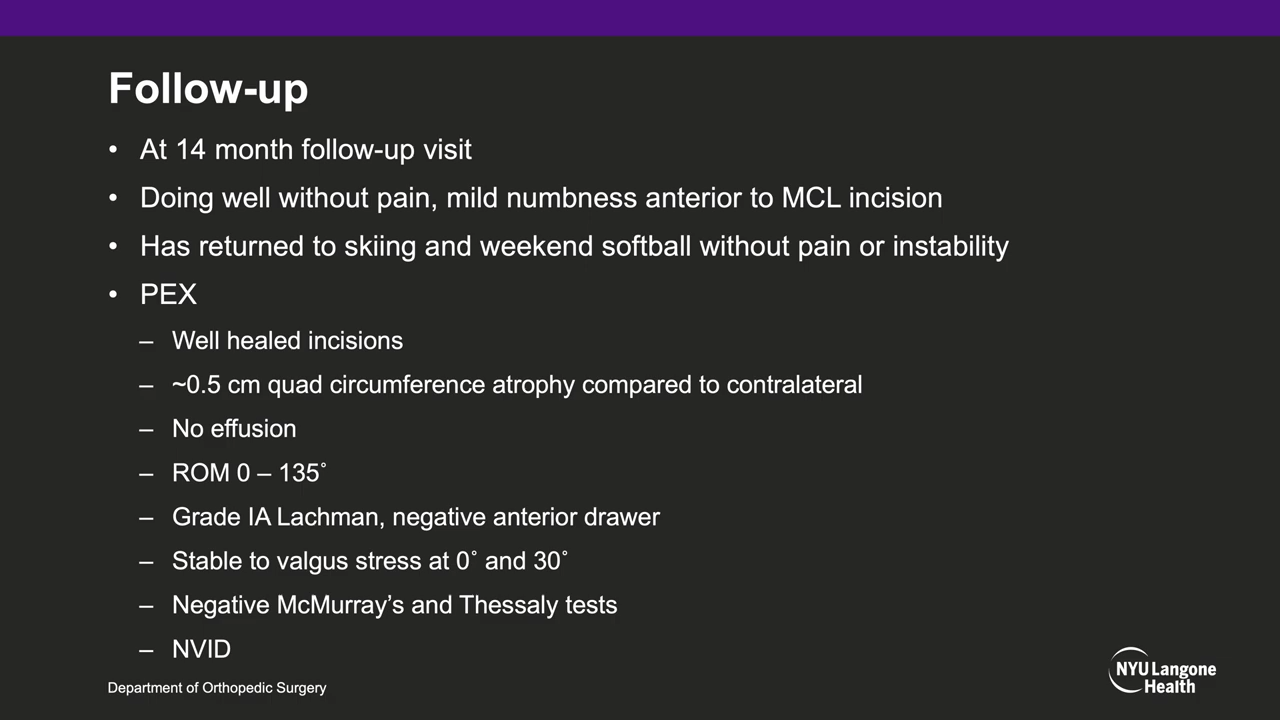 Follow-up
• At 14 month follow-up visit
• Doing well without pain, mild numbness anterior to MCL incision
• Has returned to skiing and weekend softball without pain or instability
• PEX
– Well healed incisions
– ~0.5 cm quad circumference atrophy compared to contralateral
– No effusion
– ROM 0 – 135˚
– Grade IA Lachman, negative anterior drawer
– Stable to valgus stress at 0˚ and 30˚
– Negative McMurray’s and Thessaly tests
– NVID
Department of Orthopedic Surgery
NYU Langone
Health